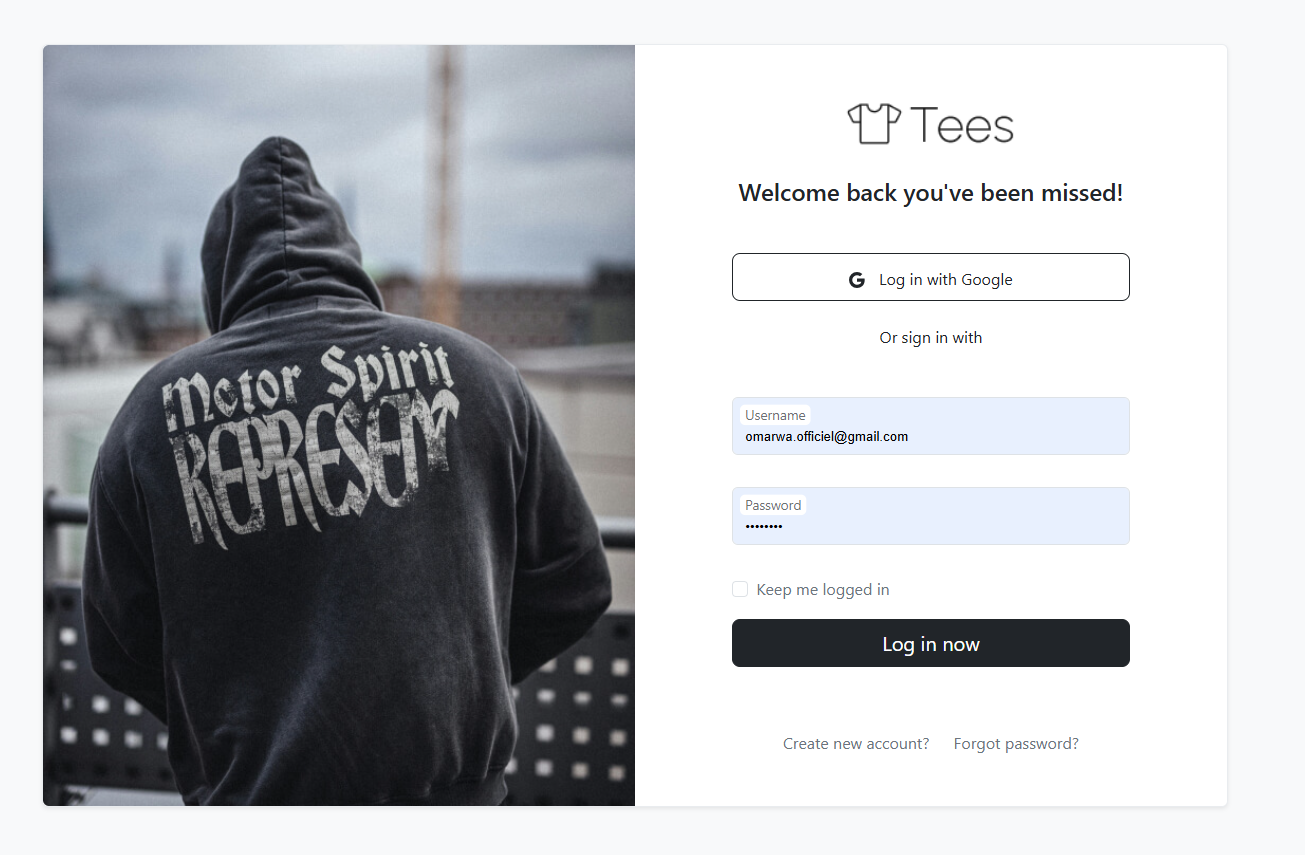 Motor Spirit
REPRESENT
Tees
Welcome back you've been missed!
G Log in with Google
Or sign in with
Username
omarwa.officiel@gmail.com
Password
••••••••
Keep me logged in
Log in now
Create new account? Forgot password?